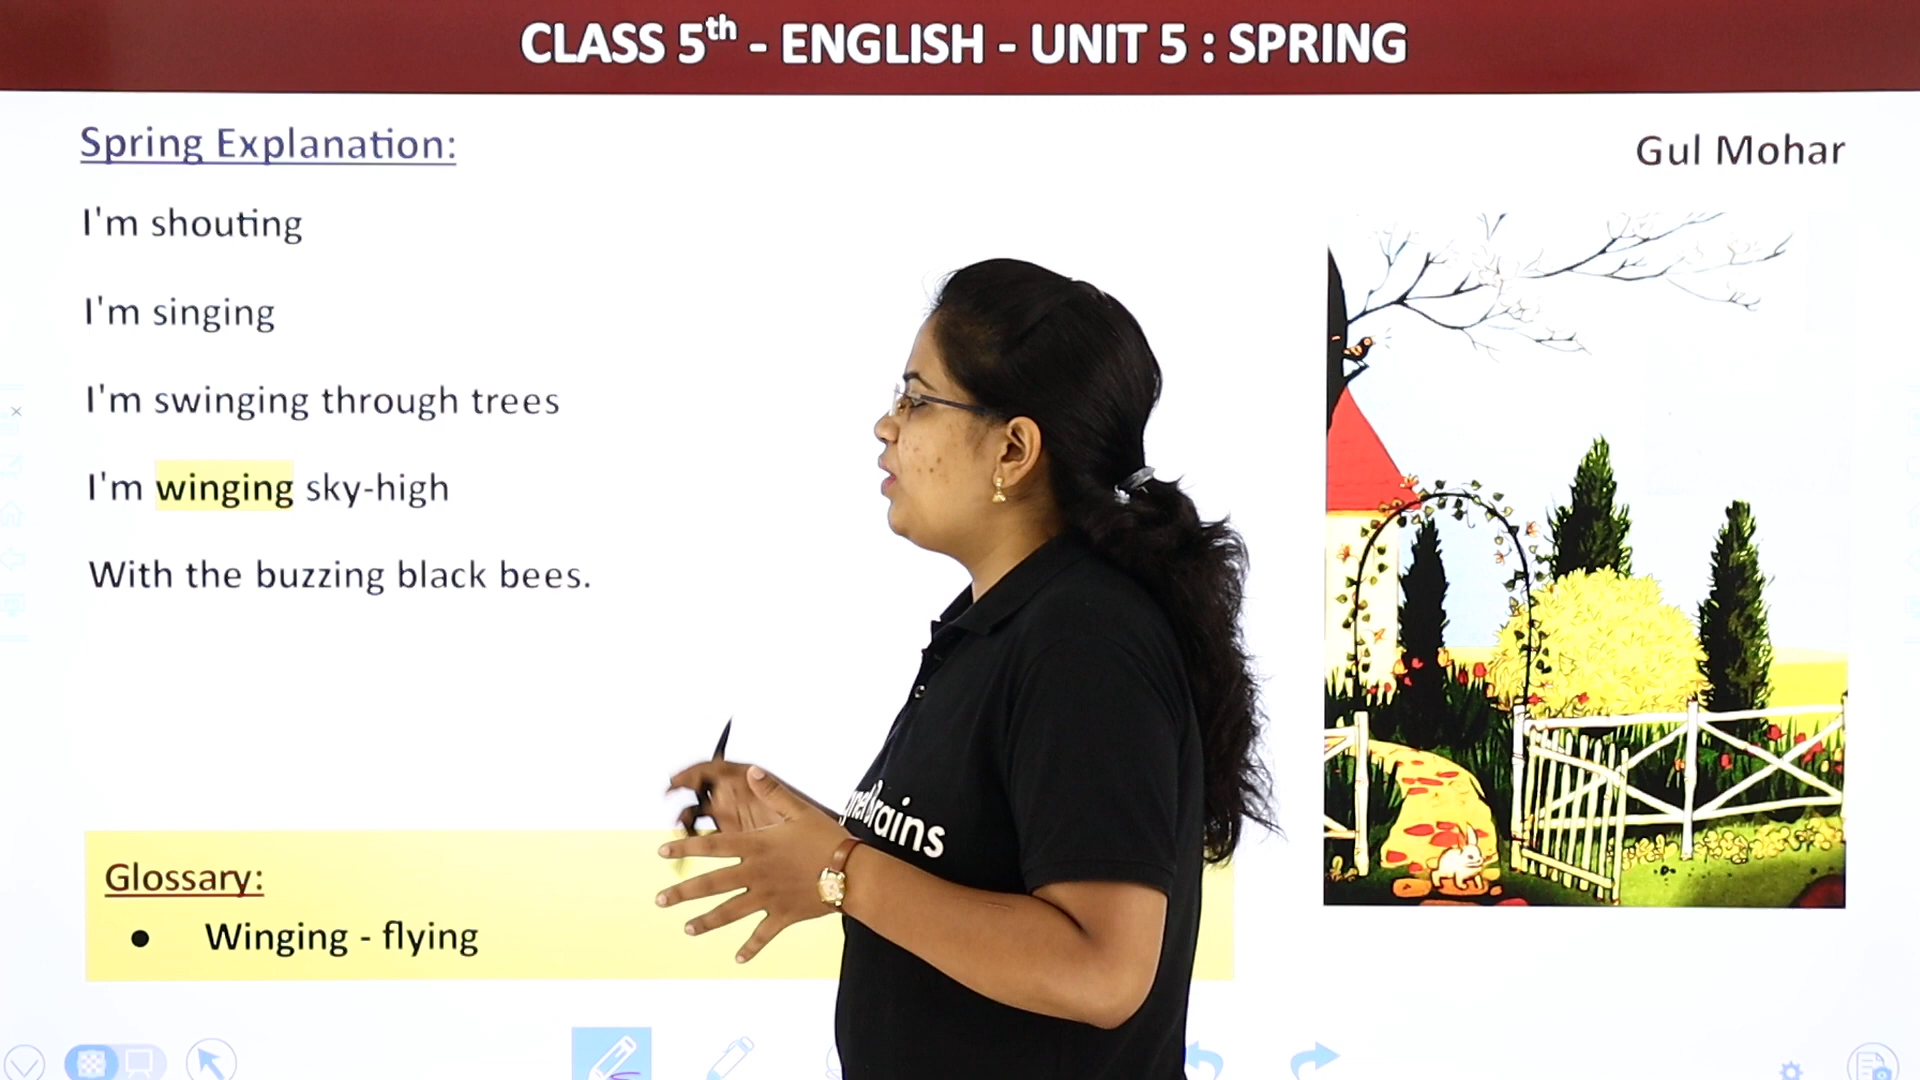 CLASS 5th - ENGLISH - UNIT 5 : SPRING
Spring Explanation:
Gul Mohar
I'm shouting
I'm singing
I'm swinging through trees
I'm winging sky-high
With the buzzing black bees.
Glossary:
● Winging - flying